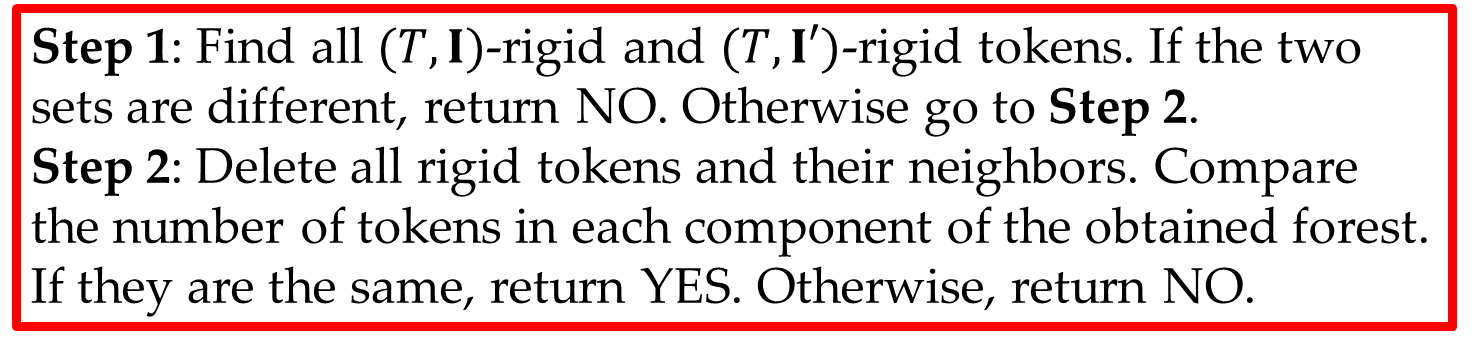 Step 1: Find all (T, I)-rigid and (T, I′)-rigid tokens. If the two
sets are different, return NO. Otherwise go to Step 2.
Step 2: Delete all rigid tokens and their neighbors. Compare
the number of tokens in each component of the obtained forest.
If they are the same, return YES. Otherwise, return NO.